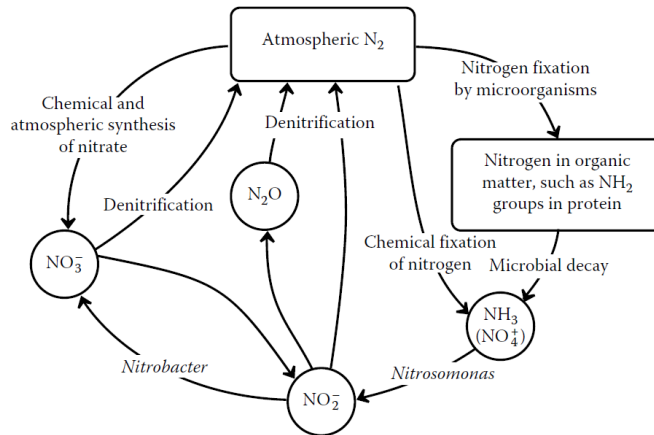 Atmospheric N₂
Nitrogen fixation
by microorganisms
Chemical and
atmospheric synthesis
of nitrate
Denitrification
Nitrogen in organic
matter, such as NH₂
groups in protein
N₂O
Denitrification
Chemical fixation
of nitrogen
Microbial decay
NO₃⁻
NH₃
(NO₄⁺)
Nitrobacter
Nitrosomonas
NO₂⁻